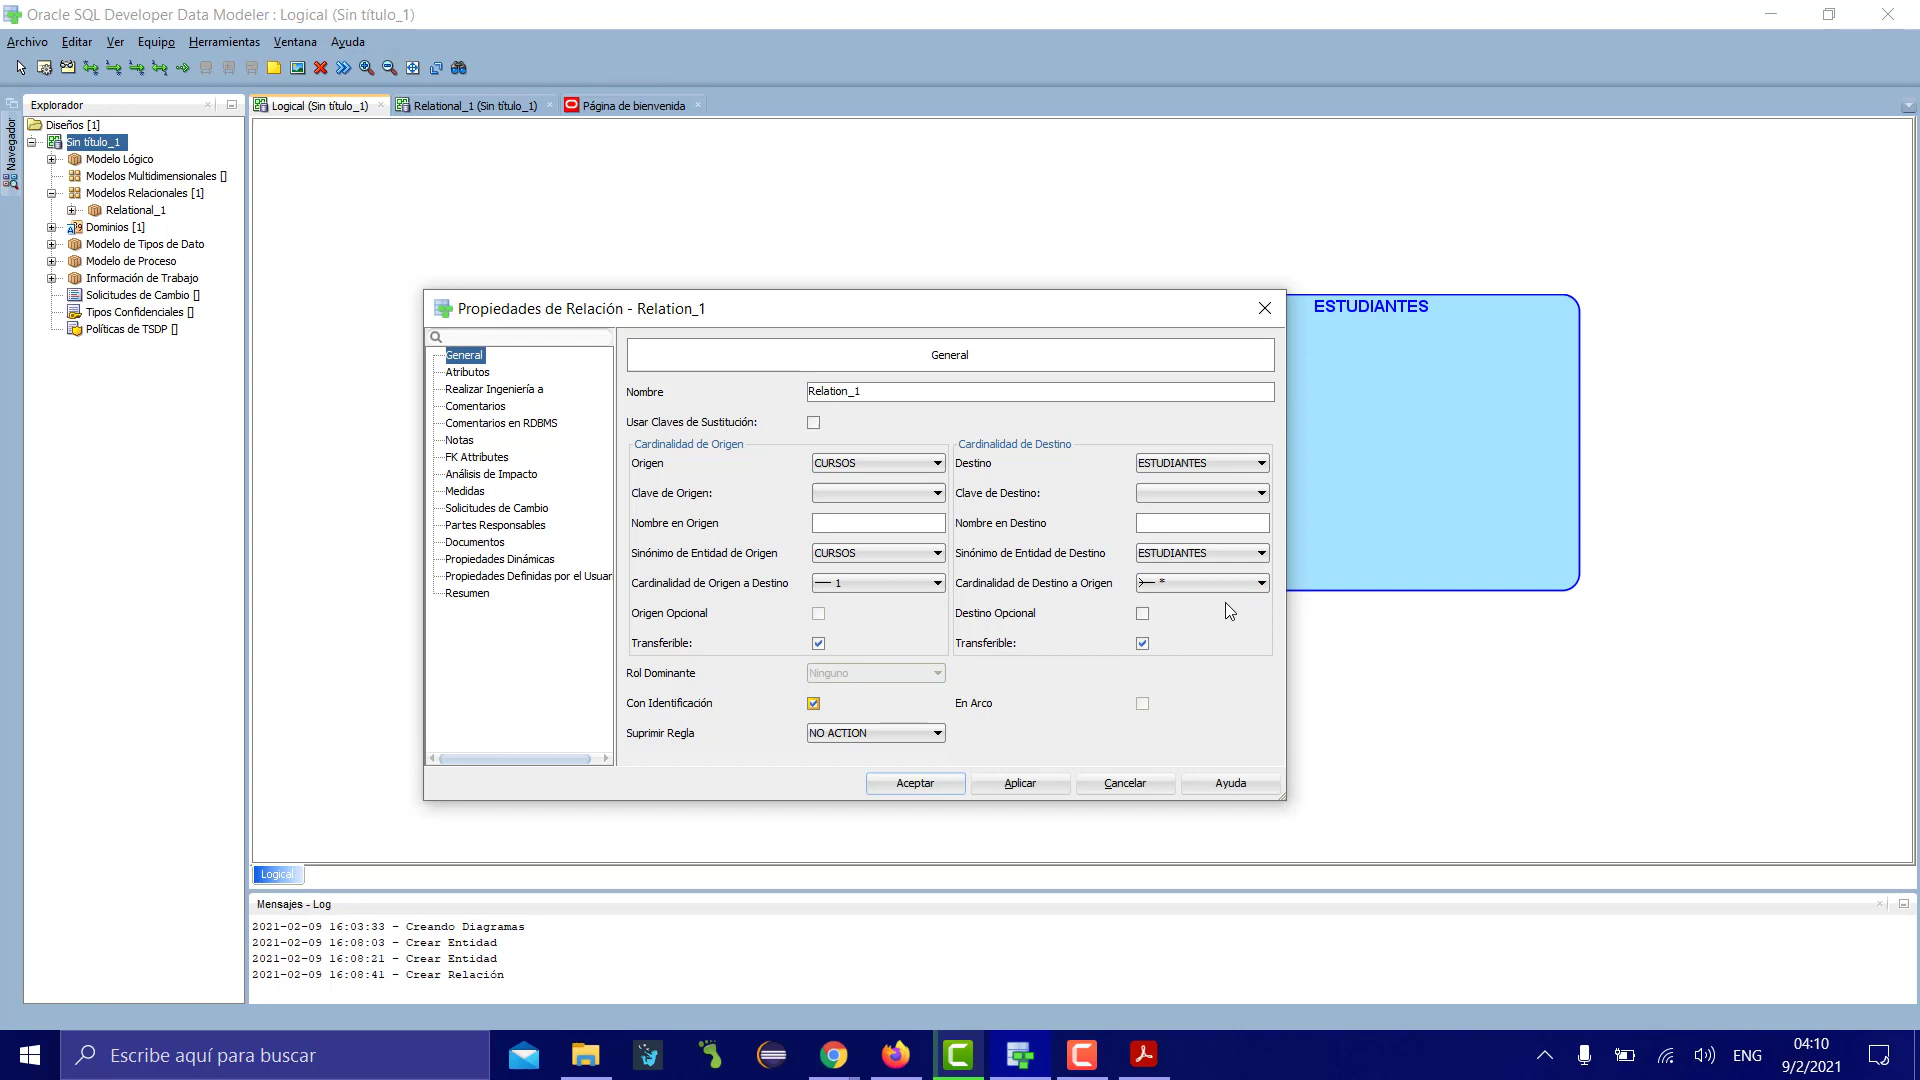 Oracle SQL Developer Data Modeler : Logical (Sin título_1)
Archivo Editar Ver Equipo Herramientas Ventana Ayuda
Navegador
Explorador
Diseños [1]
Sin título_1
Modelo Lógico
Modelos Multidimensionales []
Modelos Relacionales [1]
Relational_1
Dominios [1]
Modelo de Tipos de Dato
Modelo de Proceso
Información de Trabajo
Solicitudes de Cambio []
Tipos Confidenciales []
Políticas de TSDP []
Logical (Sin título_1) Relational_1 (Sin título_1) Página de bienvenida
ESTUDIANTES
Propiedades de Relación - Relation_1
General
Atributos
Realizar Ingeniería a
Comentarios
Comentarios en RDBMS
Notas
FK Attributes
Análisis de Impacto
Medidas
Solicitudes de Cambio
Partes Responsables
Documentos
Propiedades Dinámicas
Propiedades Definidas por el Usuar
Resumen
General
Nombre Relation_1
Usar Claves de Sustitución:
Cardinalidad de Origen Cardinalidad de Destino
Origen CURSOS Destino ESTUDIANTES
Clave de Origen: Clave de Destino:
Nombre en Origen Nombre en Destino
Sinónimo de Entidad de Origen CURSOS Sinónimo de Entidad de Destino ESTUDIANTES
Cardinalidad de Origen a Destino 1 Cardinalidad de Destino a Origen *
Origen Opcional Destino Opcional
Transferible: Transferible:
Rol Dominante Ninguno
Con Identificación En Arco
Suprimir Regla NO ACTION
Aceptar Aplicar Cancelar Ayuda
Logical
Mensajes - Log
2021-02-09 16:03:33 - Creando Diagramas
2021-02-09 16:08:03 - Crear Entidad
2021-02-09 16:08:21 - Crear Entidad
2021-02-09 16:08:41 - Crear Relación
Escribe aquí para buscar
ENG
04:10
9/2/2021